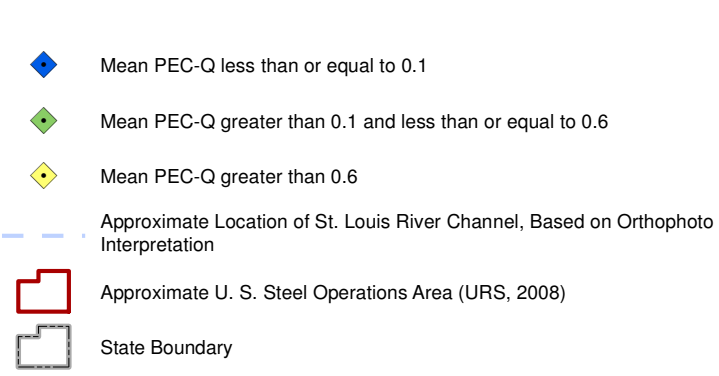 Mean PEC-Q less than or equal to 0.1
Mean PEC-Q greater than 0.1 and less than or equal to 0.6
Mean PEC-Q greater than 0.6
Approximate Location of St. Louis River Channel, Based on Orthophoto
Interpretation
Approximate U. S. Steel Operations Area (URS, 2008)
State Boundary